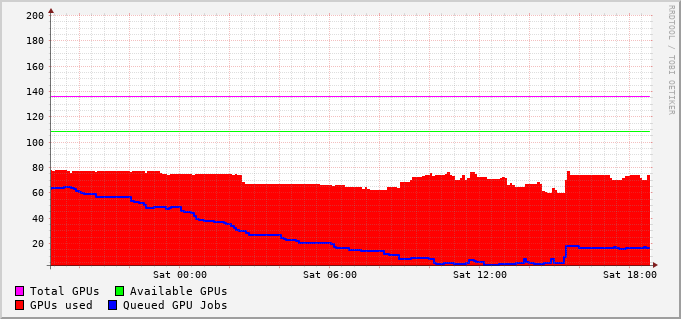 200
180
160
140
120
100
80
60
40
20
Sat 00:00 Sat 06:00 Sat 12:00 Sat 18:00
Total GPUs Available GPUs
GPUs used Queued GPU Jobs
RRDTOOL / TOBI OETIKER